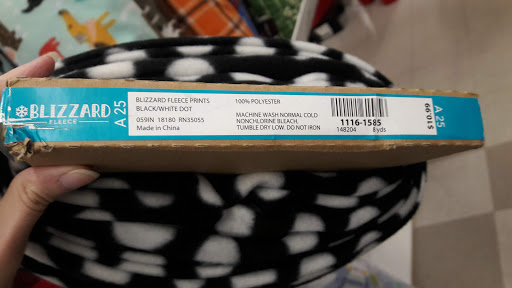 BLIZZARD
FLEECE
A 25
BLIZZARD FLEECE PRINTS
BLACK/WHITE DOT
059IN 18180 RN35055
Made in China
100% POLYESTER
MACHINE WASH NORMAL COLD
NONCHLORINE BLEACH,
TUMBLE DRY LOW. DO NOT IRON
1116-1585
148204 8yds
$10.99
A 25